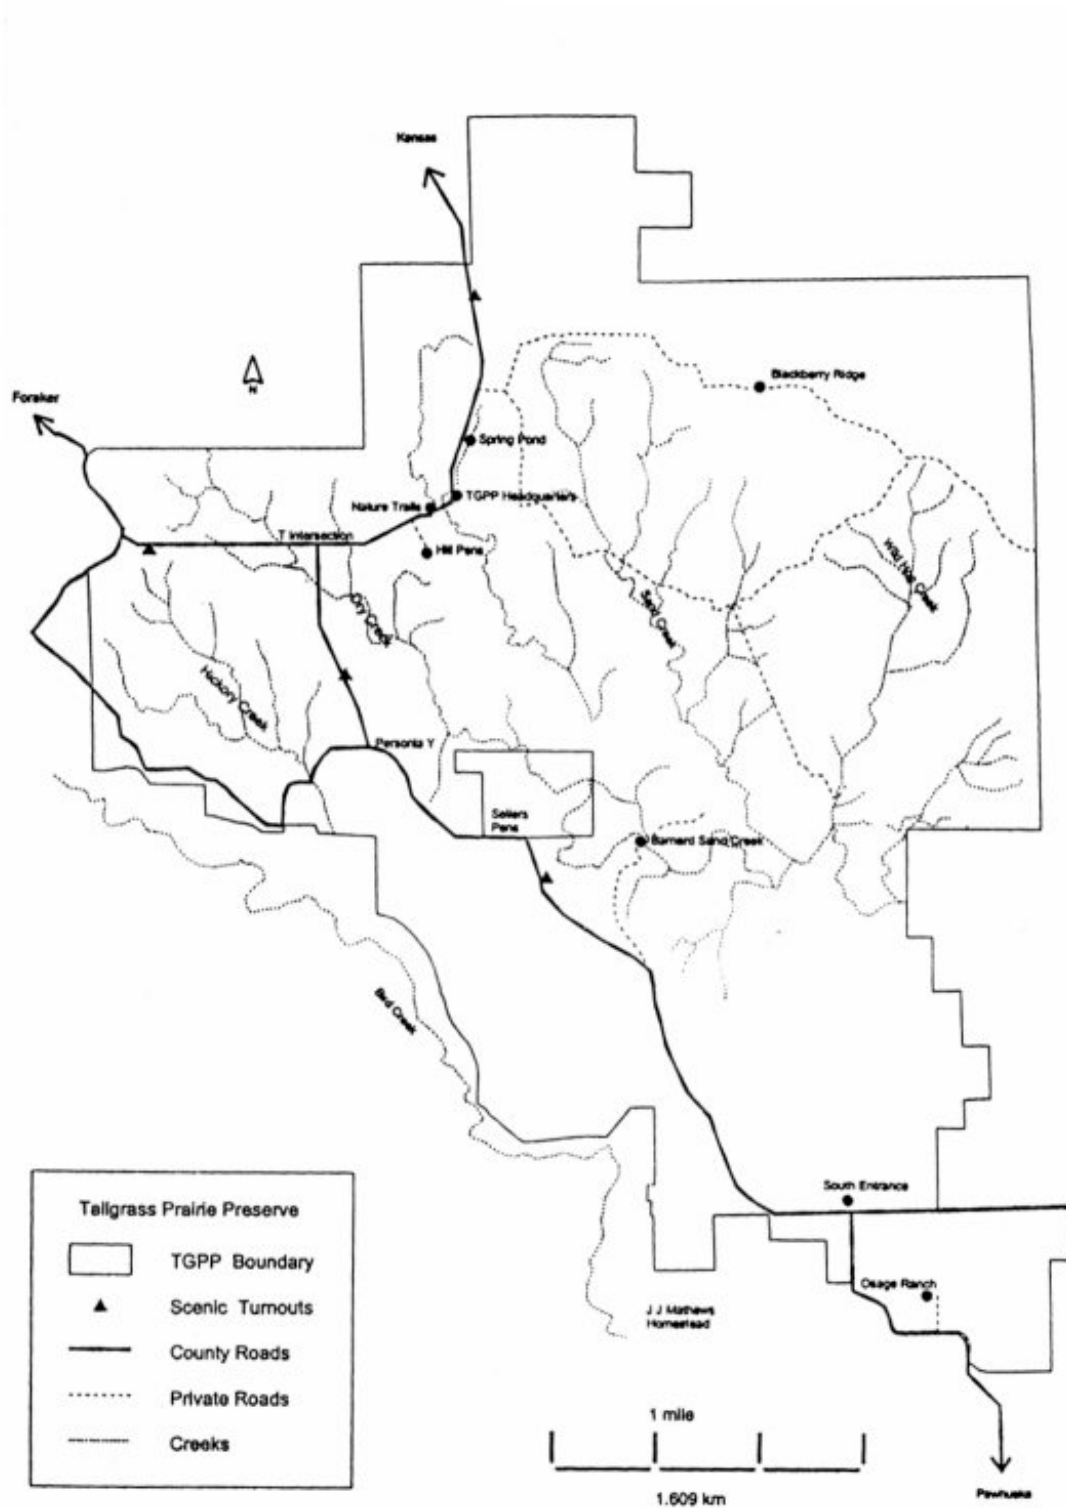 Kansas
Foraker
N
Blackberry Ridge
Spring Pond
TGPP Headquarters
Nature Trails
T Intersection
Hill Pens
Wild Hog Creek
Sand Creek
Dry Creek
Hickory Creek
Personia Y
Sellers
Pens
Barnard Sand Creek
Bird Creek
South Entrance
Osage Ranch
J J Mathews
Homestead
Tallgrass Prairie Preserve
TGPP Boundary
Scenic Turnouts
County Roads
Private Roads
Creeks
1 mile
1.609 km
Pawhuska